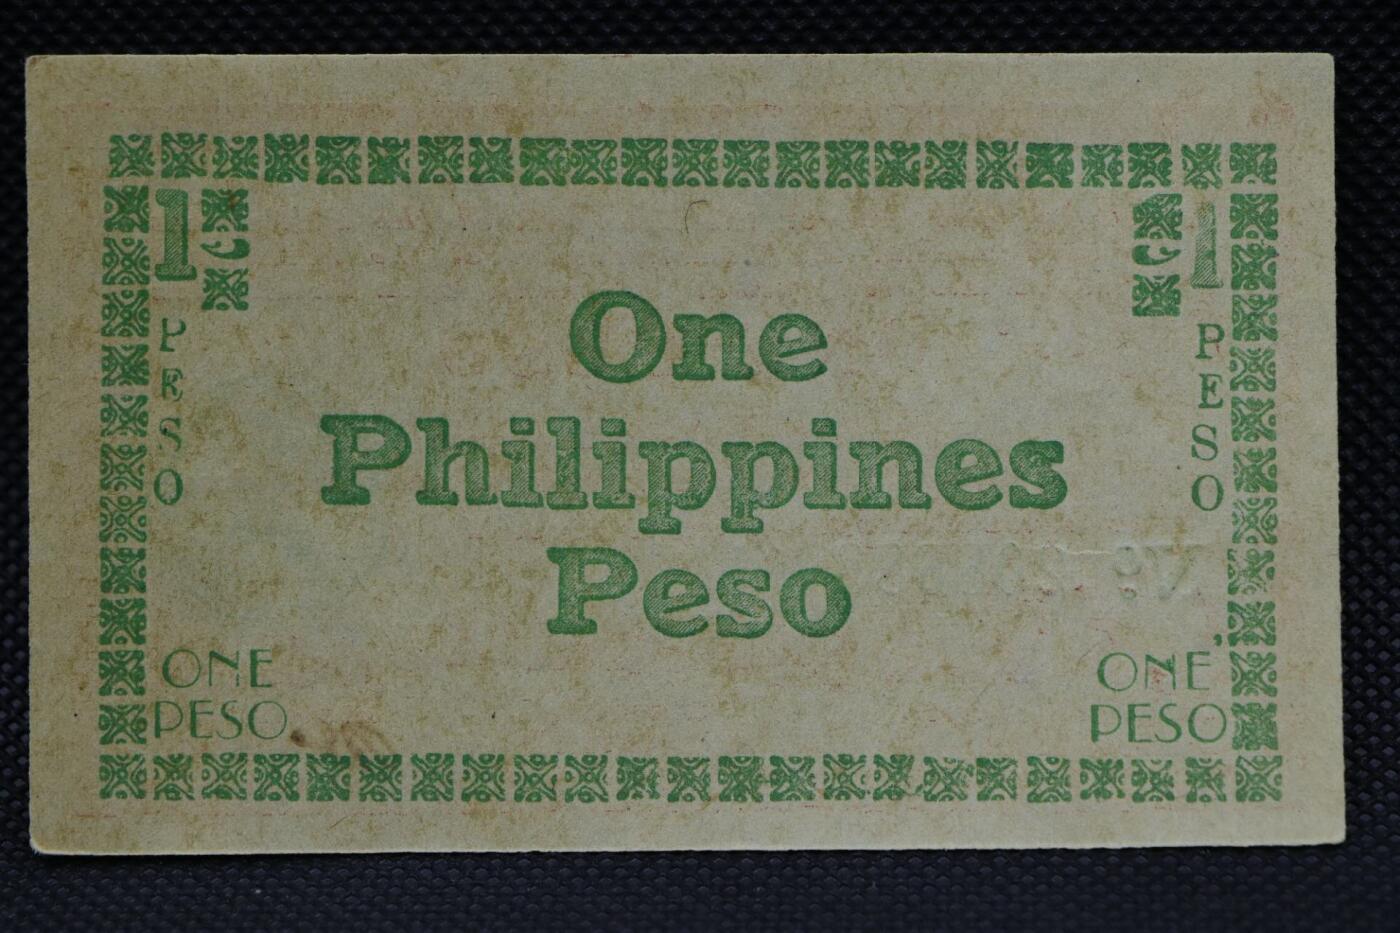 1 1
PESO PESO
One
Philippines
Peso
ONE ONE
PESO PESO